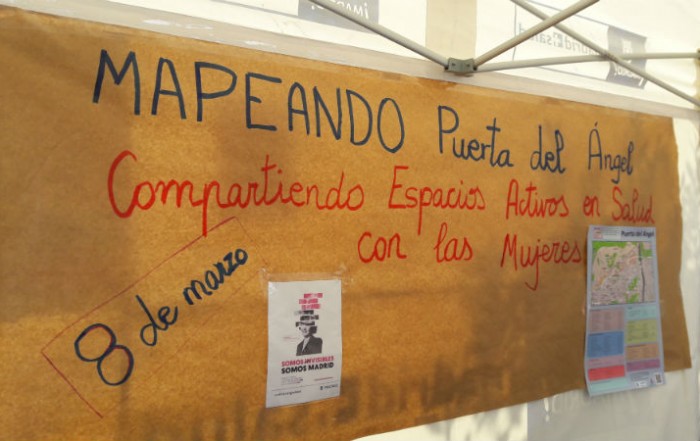 MAPEANDO Puerta del Ángel
Compartiendo Espacios Activos en Salud
con las Mujeres
8 de marzo
SOMOS INVISIBLES
SOMOS MADRID
Puerta del Ángel